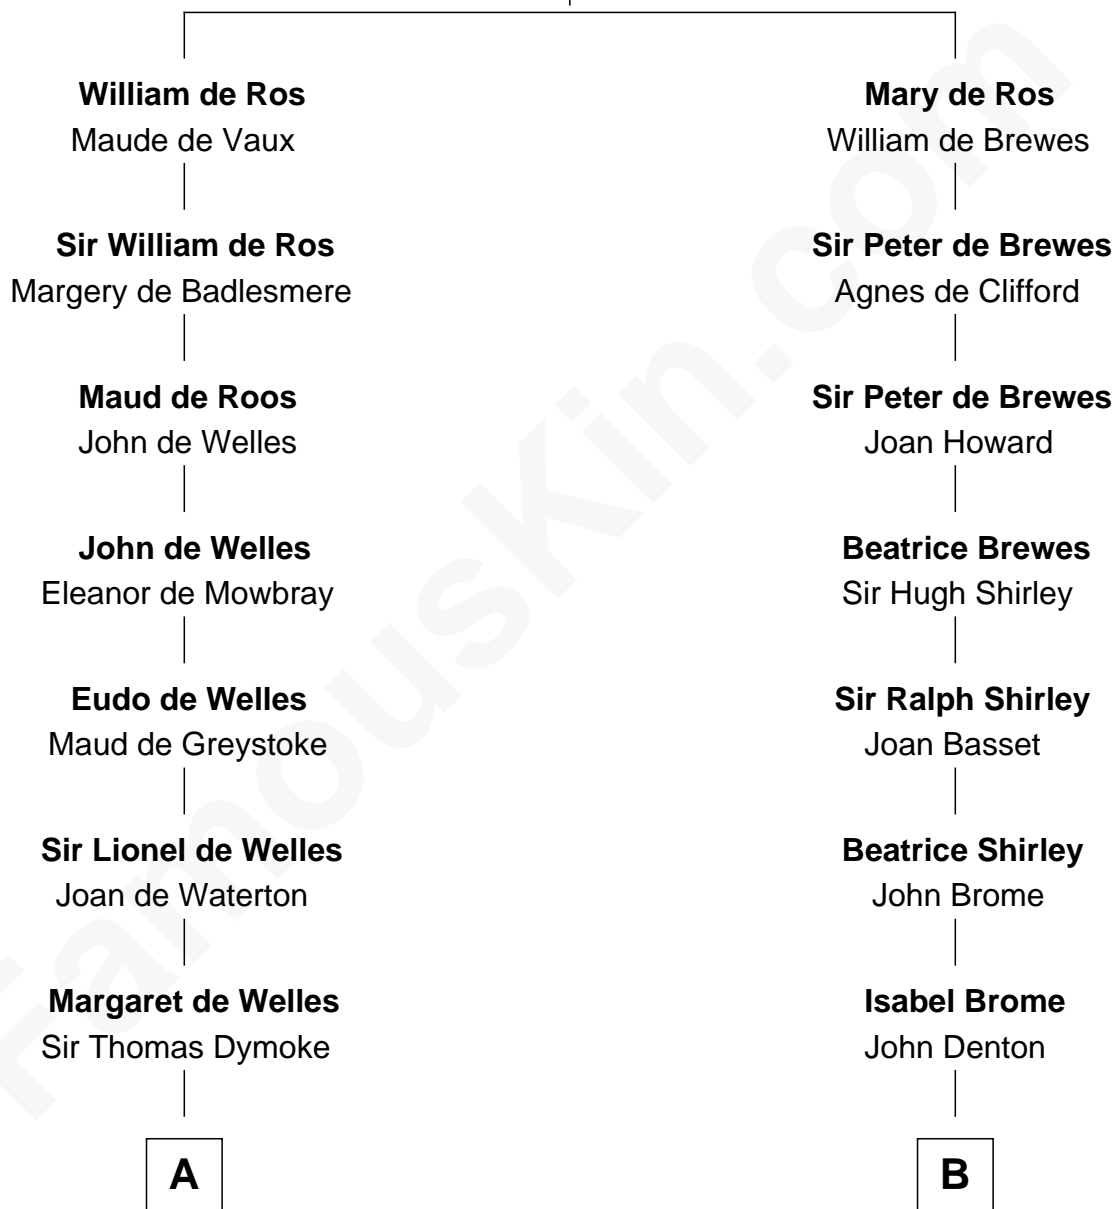 William de Ros
Maude de Vaux
Mary de Ros
William de Brewes
Sir William de Ros
Margery de Badlesmere
Sir Peter de Brewes
Agnes de Clifford
Maud de Roos
John de Welles
Sir Peter de Brewes
Joan Howard
John de Welles
Eleanor de Mowbray
Beatrice Brewes
Sir Hugh Shirley
Eudo de Welles
Maud de Greystoke
Sir Ralph Shirley
Joan Basset
Sir Lionel de Welles
Joan de Waterton
Beatrice Shirley
John Brome
Margaret de Welles
Sir Thomas Dymoke
Isabel Brome
John Denton
A
B
FamousKin.com